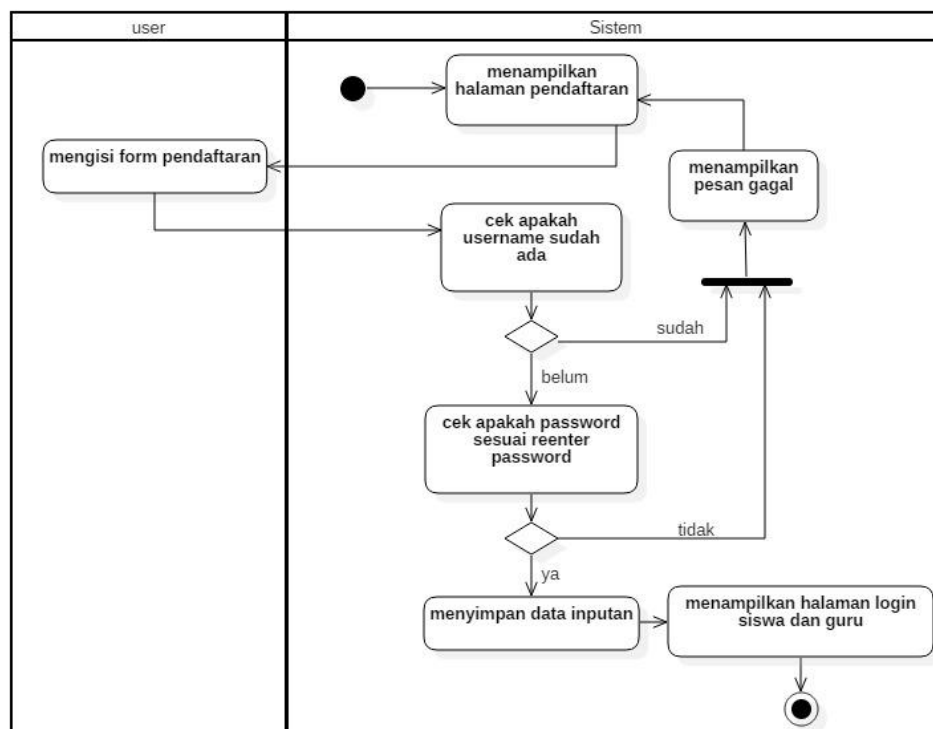 user
Sistem
menampilkan
halaman pendaftaran
mengisi form pendaftaran
menampilkan
pesan gagal
cek apakah
username sudah
ada
sudah
belum
cek apakah password
sesuai reenter
password
tidak
ya
menyimpan data inputan
menampilkan halaman login
siswa dan guru